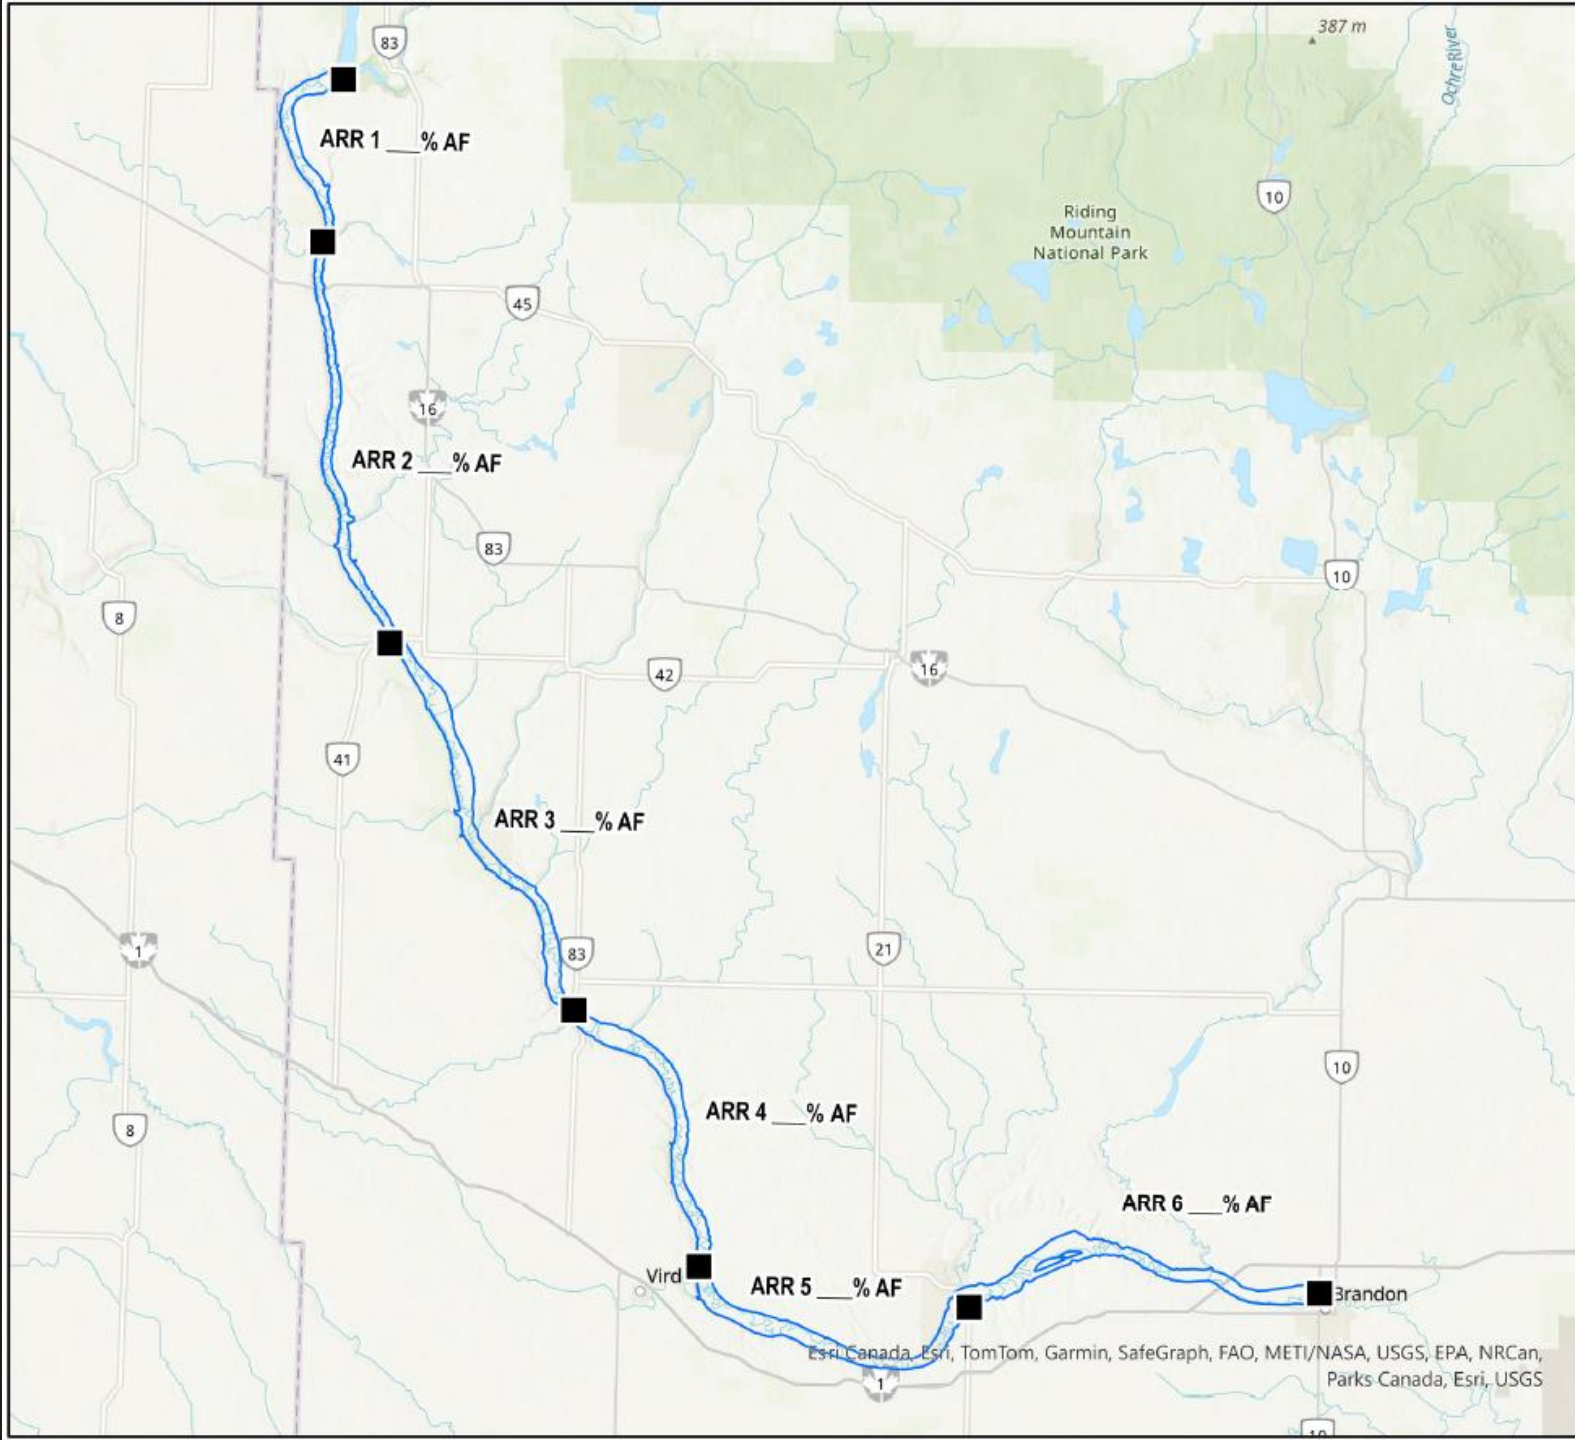 387 m
OchreRiver
83
ARR 1 ___% AF
10
Riding
Mountain
National Park
45
16
ARR 2 ___% AF
83
10
8
42
16
41
ARR 3 ___% AF
1
83
21
10
ARR 4 ___% AF
8
ARR 6 ___% AF
Vird
ARR 5 ___% AF
Brandon
Esri Canada, Esri, TomTom, Garmin, SafeGraph, FAO, METI/NASA, USGS, EPA, NRCan,
Parks Canada, Esri, USGS
1
10